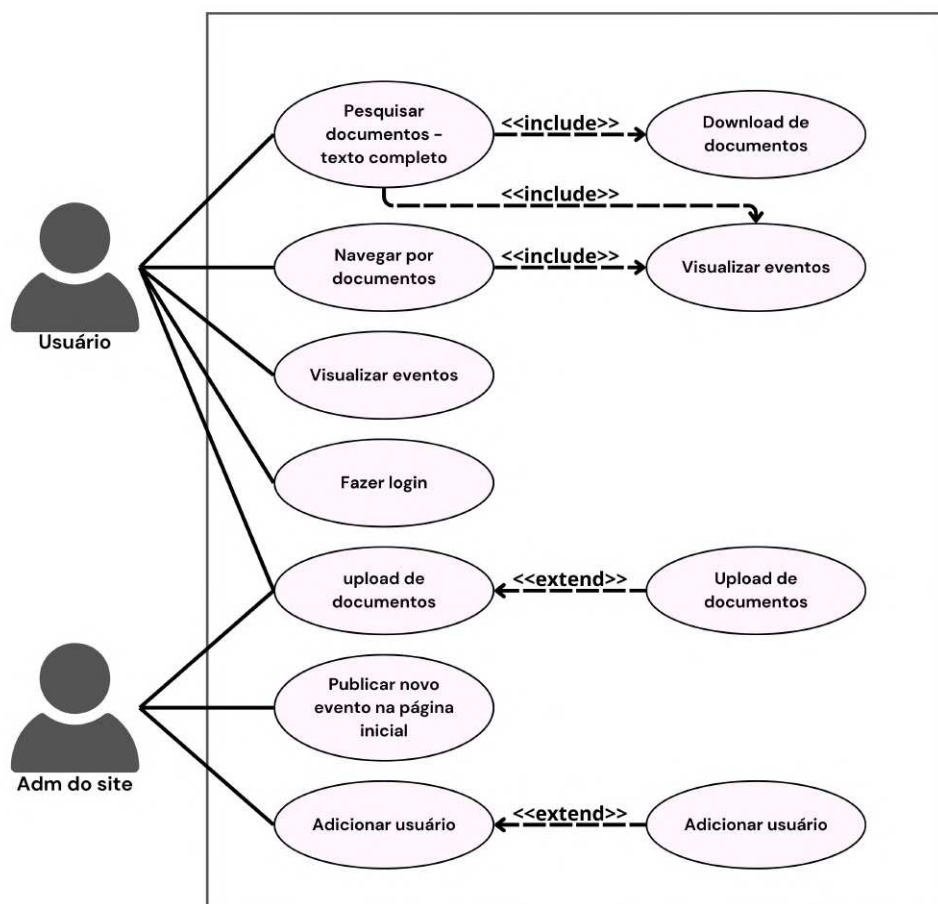 Pesquisar
documentos -
texto completo
<<include>>
Download de
documentos
<<include>>
Navegar por
documentos
<<include>>
Visualizar eventos
Usuário
Visualizar eventos
Fazer login
upload de
documentos
<<extend>>
Upload de
documentos
Publicar novo
evento na página
inicial
Adm do site
Adicionar usuário
<<extend>>
Adicionar usuário